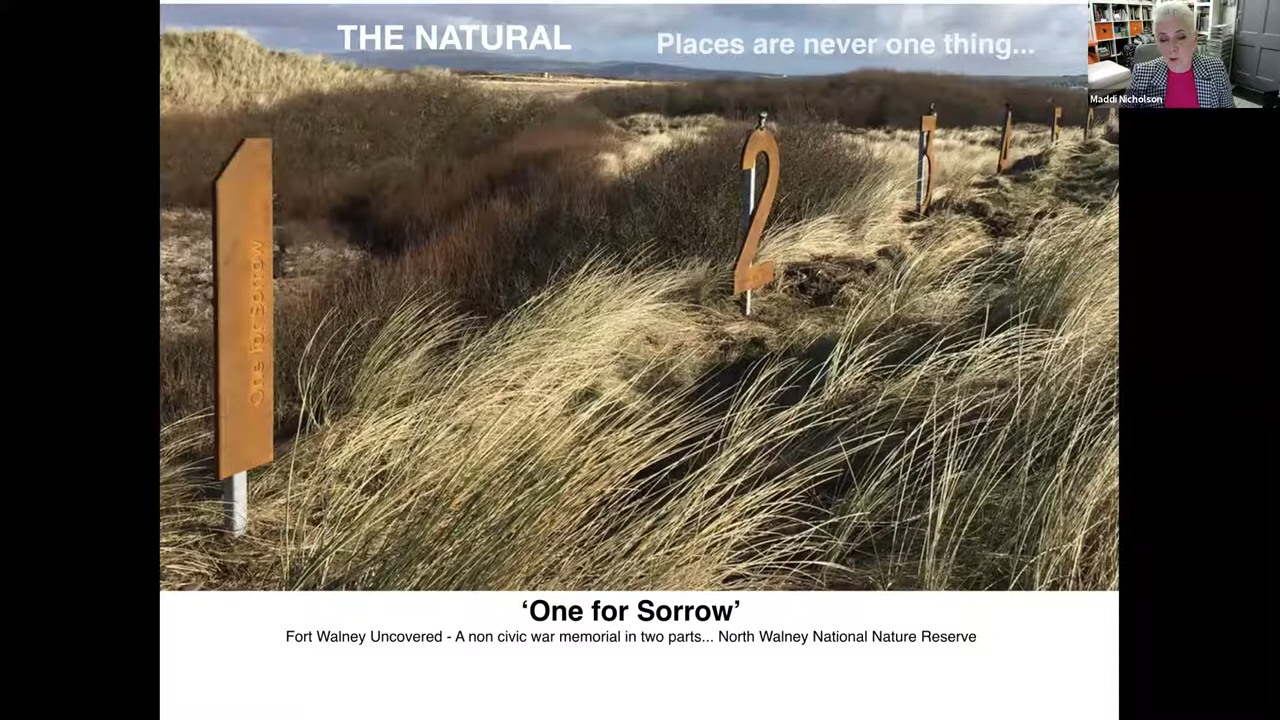 THE NATURAL
Places are never one thing...
Maddi Nicholson
One for Sorrow
2
‘One for Sorrow’
Fort Walney Uncovered - A non civic war memorial in two parts... North Walney National Nature Reserve